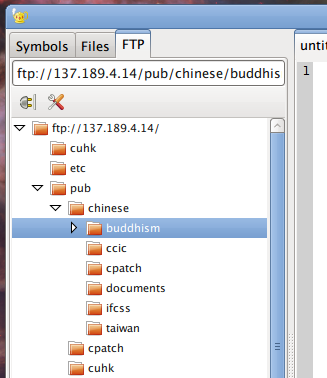 Symbols Files FTP
untit
ftp://137.189.4.14/pub/chinese/buddhis
1
ftp://137.189.4.14/
cuhk
etc
pub
chinese
buddhism
ccic
cpatch
documents
ifcss
taiwan
cpatch
cuhk